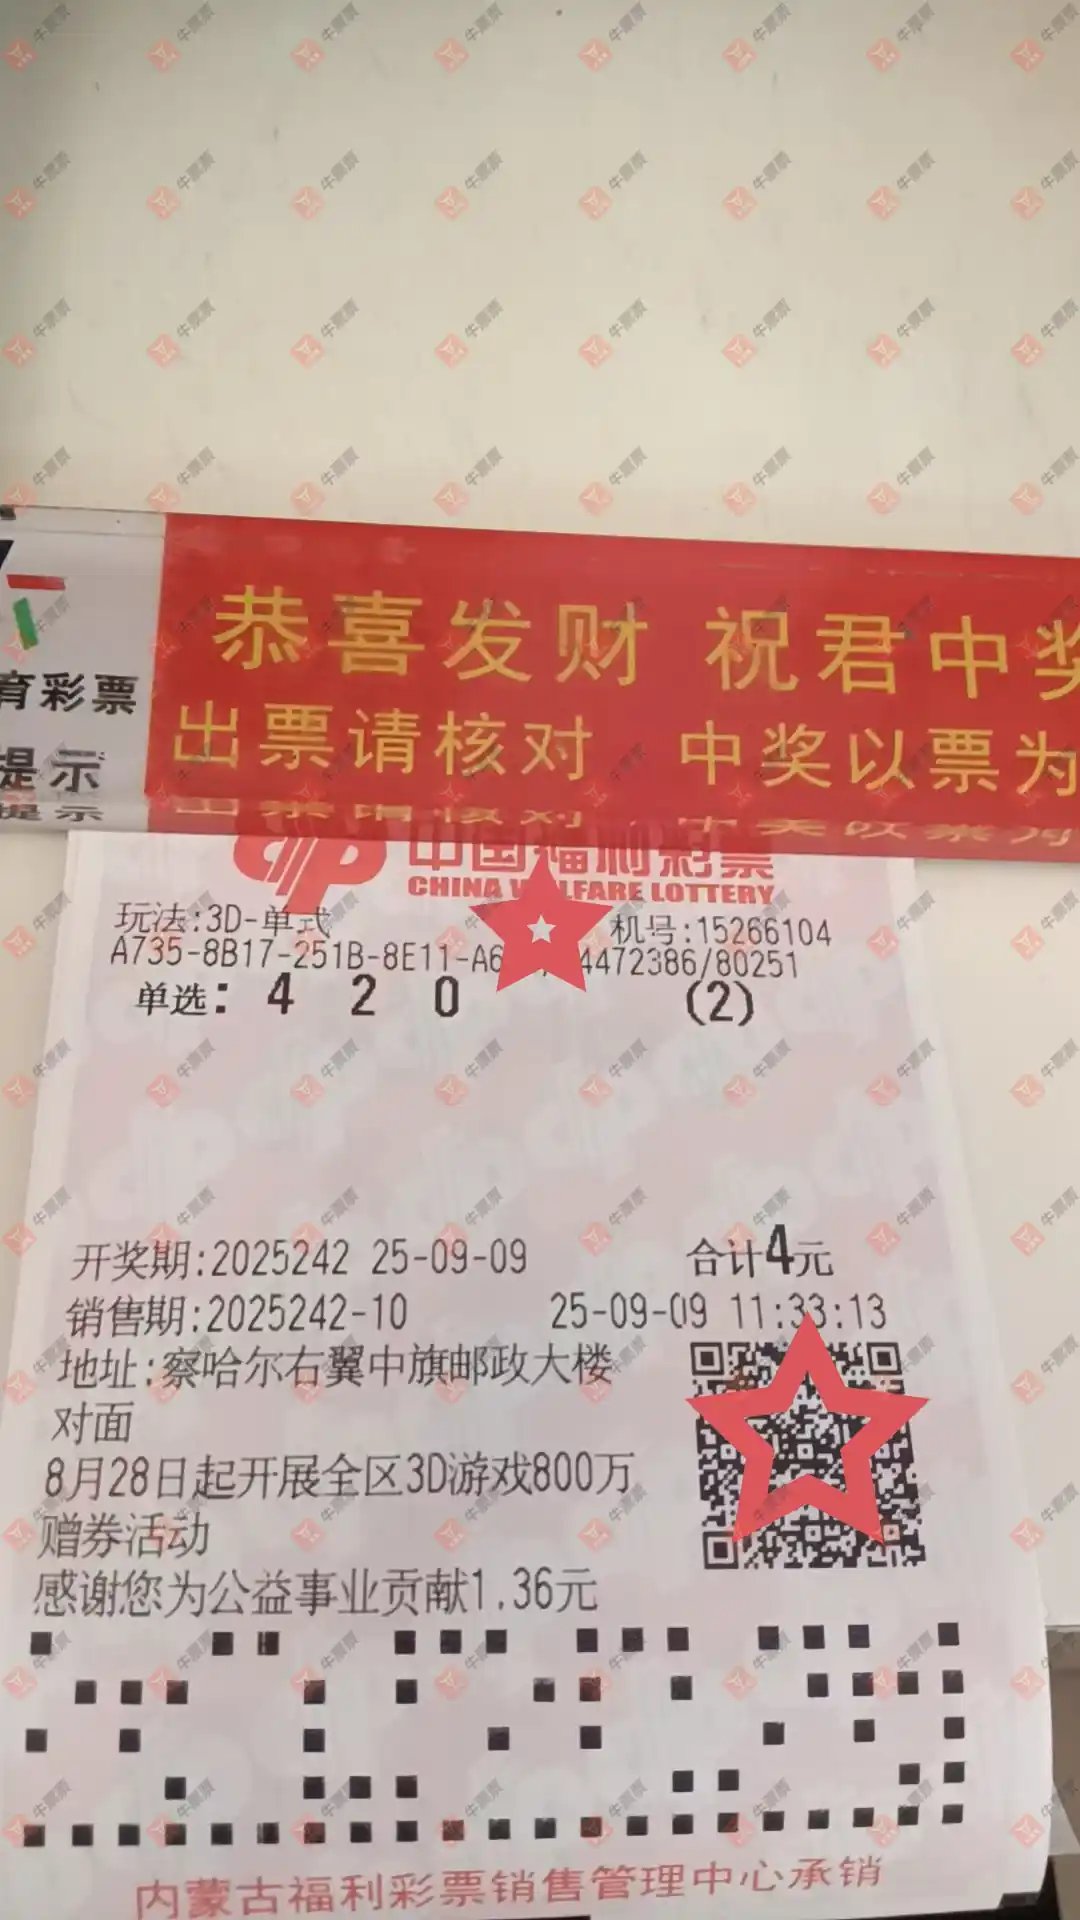 恭喜发财 祝君中奖
出票请核对 中奖以票为
育彩票
提示
中国福利彩票
CHINA WELFARE LOTTERY
玩法:3D-单式 机号:15266104
A735-8B17-251B-8E11-A6 4472386/80251
单选: 4 2 0 (2)
开奖期:2025242 25-09-09 合计4元
销售期:2025242-10 25-09-09 11:33:13
地址:察哈尔右翼中旗邮政大楼
对面
8月28日起开展全区3D游戏800万
赠券活动
感谢您为公益事业贡献1.36元
内蒙古福利彩票销售管理中心承销
牛票票